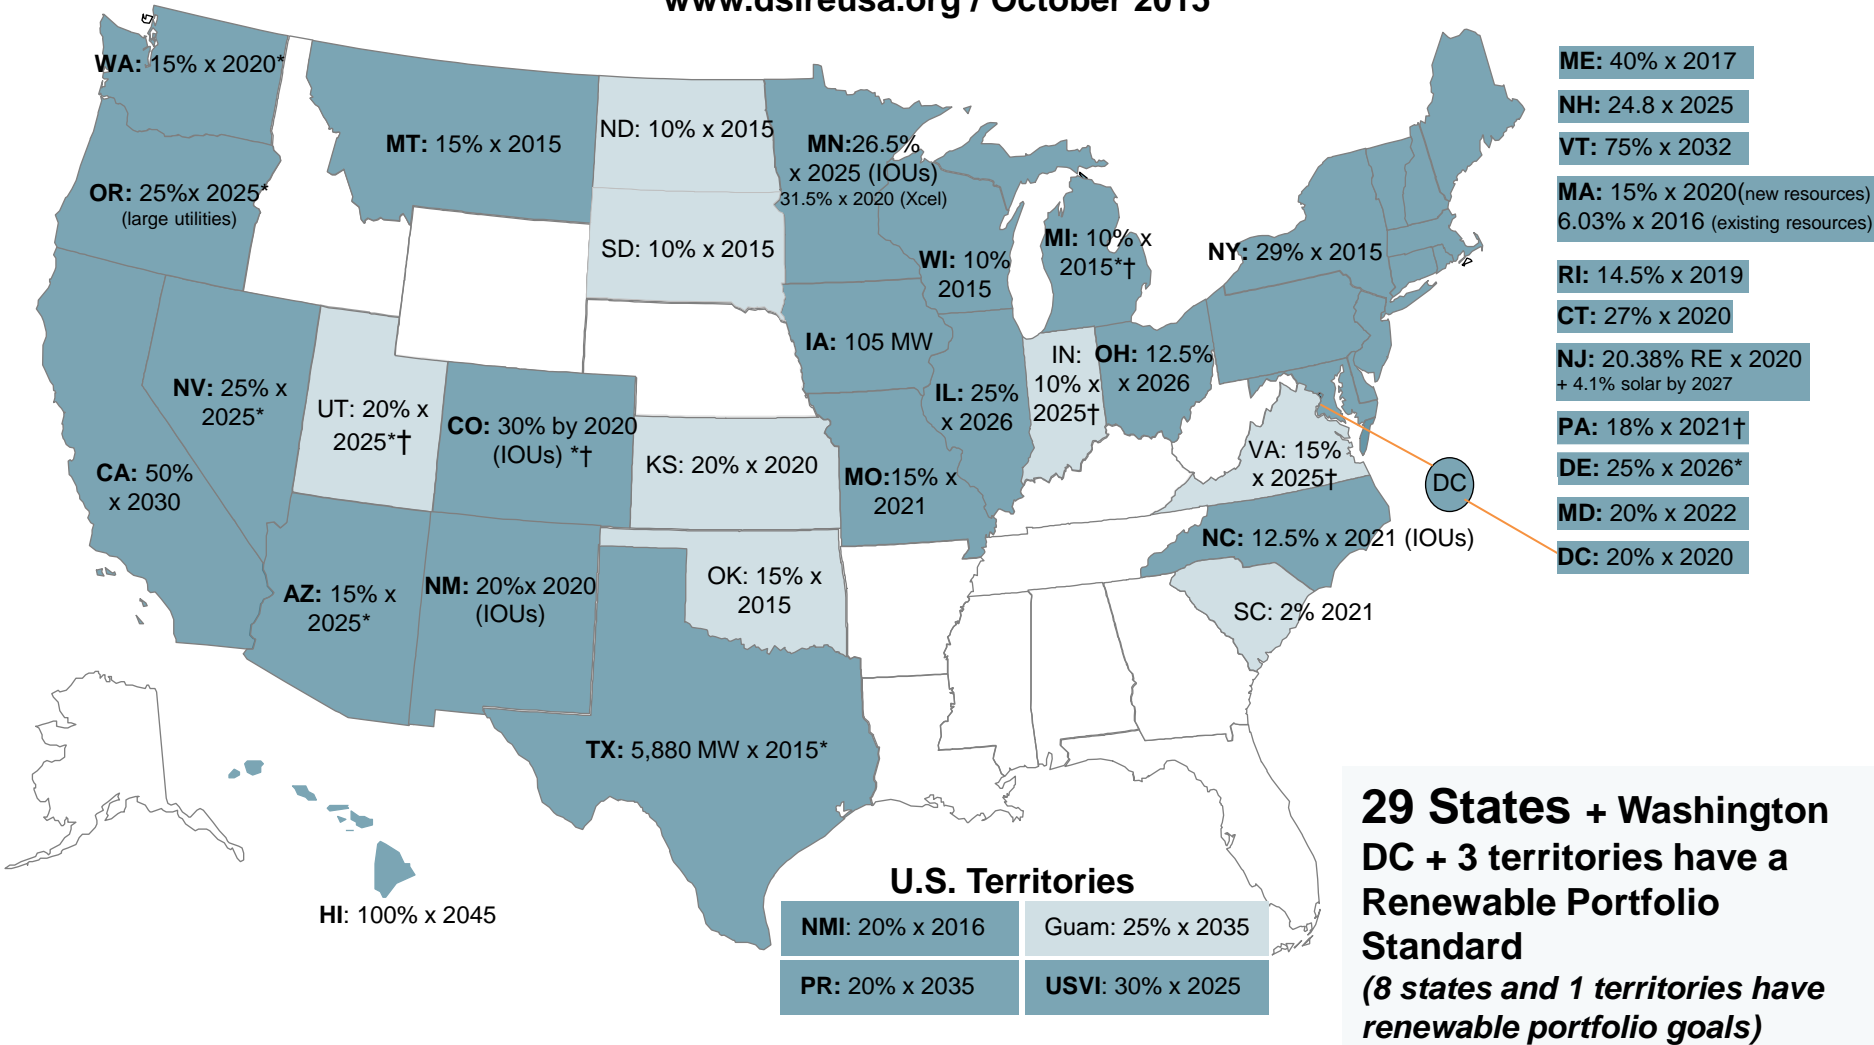 www.dsireusa.org / October 2015
WA: 15% x 2020*
OR: 25%x 2025*
(large utilities)
CA: 50%
x 2030
MT: 15% x 2015
NV: 25% x
2025*
UT: 20% x
2025*†
AZ: 15% x
2025*
ND: 10% x 2015
SD: 10% x 2015
CO: 30% by 2020
(IOUs) *†
NM: 20%x 2020
(IOUs)
KS: 20% x 2020
OK: 15% x
2015
TX: 5,880 MW x 2015*
HI: 100% x 2045
MN:26.5%
x 2025 (IOUs)
31.5% x 2020 (Xcel)
WI: 10%
2015
IA: 105 MW
IL: 25%
x 2026
MO:15% x
2021
MI: 10% x
2015*†
IN:
10% x
2025†
OH: 12.5%
x 2026
NY: 29% x 2015
VA: 15%
x 2025†
NC: 12.5% x 2021 (IOUs)
SC: 2% 2021
DC
ME: 40% x 2017
NH: 24.8 x 2025
VT: 75% x 2032
MA: 15% x 2020(new resources)
6.03% x 2016 (existing resources)
RI: 14.5% x 2019
CT: 27% x 2020
NJ: 20.38% RE x 2020
+ 4.1% solar by 2027
PA: 18% x 2021†
DE: 25% x 2026*
MD: 20% x 2022
DC: 20% x 2020
U.S. Territories
NMI: 20% x 2016
Guam: 25% x 2035
PR: 20% x 2035
USVI: 30% x 2025
29 States + Washington
DC + 3 territories have a
Renewable Portfolio
Standard
(8 states and 1 territories have
renewable portfolio goals)